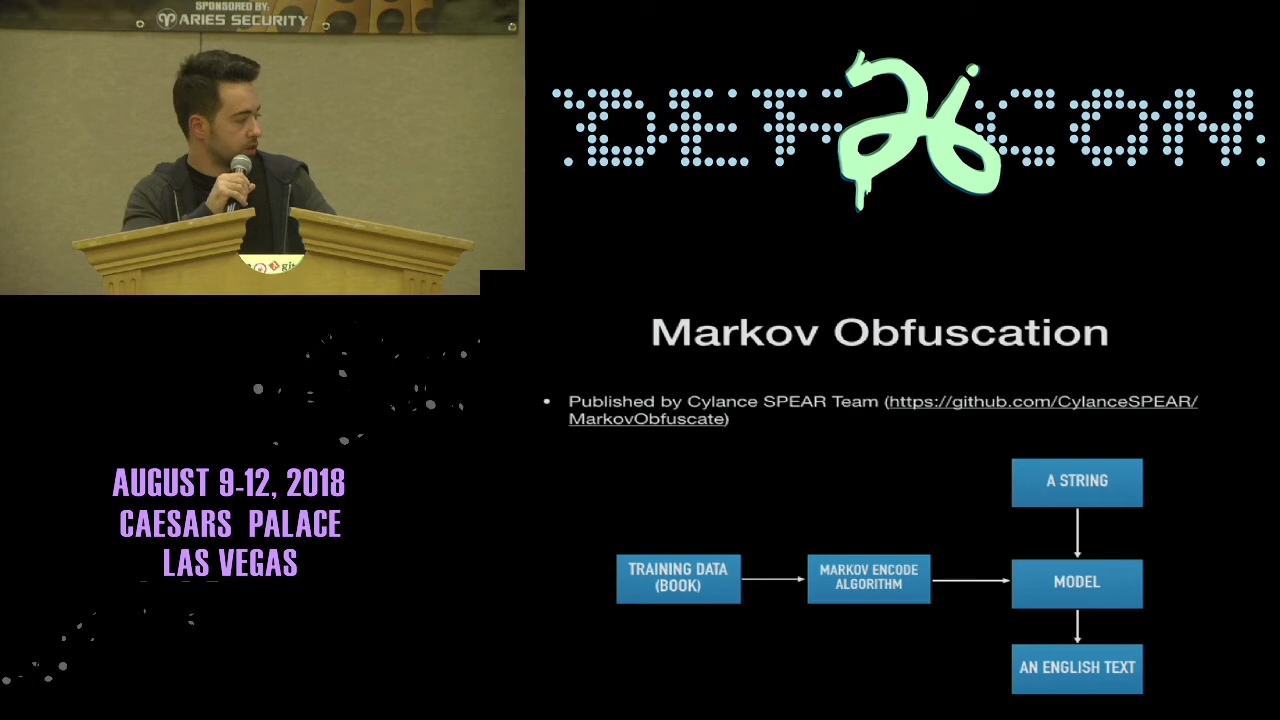 SPONSORED BY:
ARIES SECURITY
DEF 26 CON
Markov Obfuscation
• Published by Cylance SPEAR Team (https://github.com/CylanceSPEAR/
MarkovObfuscate)
AUGUST 9-12, 2018
CAESARS PALACE
LAS VEGAS
A STRING
TRAINING DATA
(BOOK)
MARKOV ENCODE
ALGORITHM
MODEL
AN ENGLISH TEXT